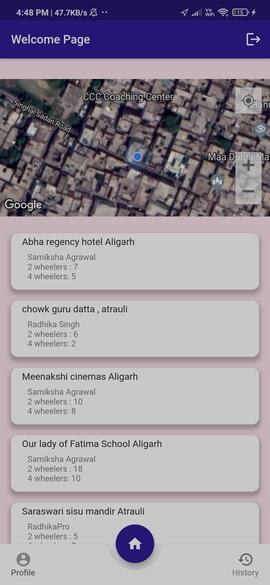 4:48 PM | 47.7KB/s
Welcome Page
CCC Coaching Center
Singhal Sadan Road
Maa Durga Ma
Google
Abha regency hotel Aligarh
Samiksha Agrawal
2 wheelers : 7
4 wheelers: 5
chowk guru datta , atrauli
Radhika Singh
2 wheelers : 6
4 wheelers: 2
Meenakshi cinemas Aligarh
Samiksha Agrawal
2 wheelers : 10
4 wheelers: 8
Our lady of Fatima School Aligarh
Samiksha Agrawal
2 wheelers : 18
4 wheelers: 10
Saraswari sisu mandir Atrauli
RadhikaPro
2 wheelers : 5
Profile
History